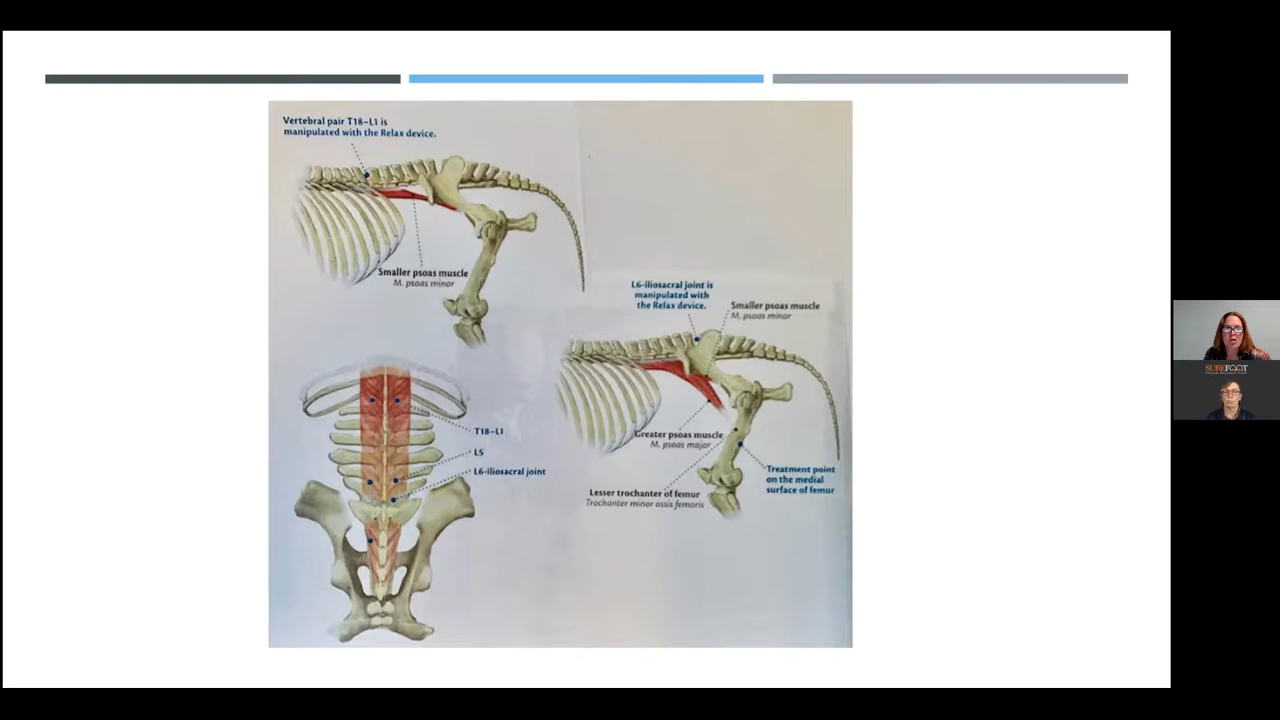 Vertebral pair T18–L1 is
manipulated with the Relax device.
Smaller psoas muscle
M. psoas minor
L6-iliosacral joint is
manipulated with
the Relax device.
Smaller psoas muscle
M. psoas minor
T18–L1
L5
L6-iliosacral joint
Greater psoas muscle
M. psoas major
Lesser trochanter of femur
Trochanter minor ossis femoris
Treatment point
on the medial
surface of femur
SUREFOOT